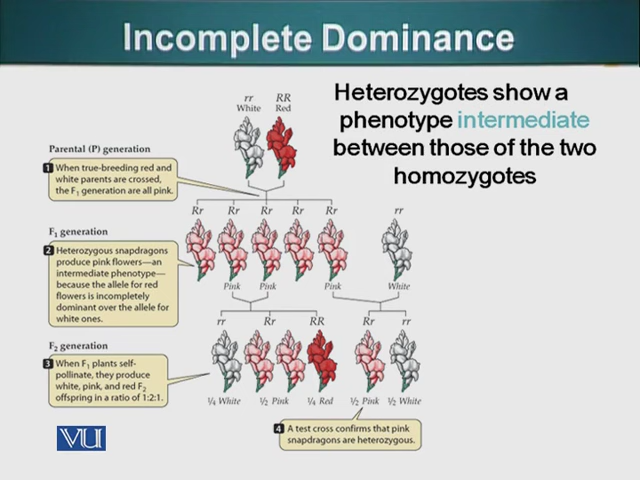 Incomplete Dominance
Heterozygotes show a
phenotype intermediate
between those of the two
homozygotes
rr RR
White Red
Parental (P) generation
1 When true-breeding red and
white parents are crossed,
the F₁ generation are all pink.
Rr Rr Rr Rr Rr rr
F₁ generation
2 Heterozygous snapdragons
produce pink flowers—an
intermediate phenotype—
because the allele for red
flowers is incompletely
dominant over the allele for
white ones.
Pink Pink Pink White
rr Rr RR Rr rr
F₂ generation
3 When F₁ plants self-
pollinate, they produce
white, pink, and red F₂
offspring in a ratio of 1:2:1.
¼ White ½ Pink ¼ Red ½ Pink ½ White
4 A test cross confirms that pink
snapdragons are heterozygous.
VU